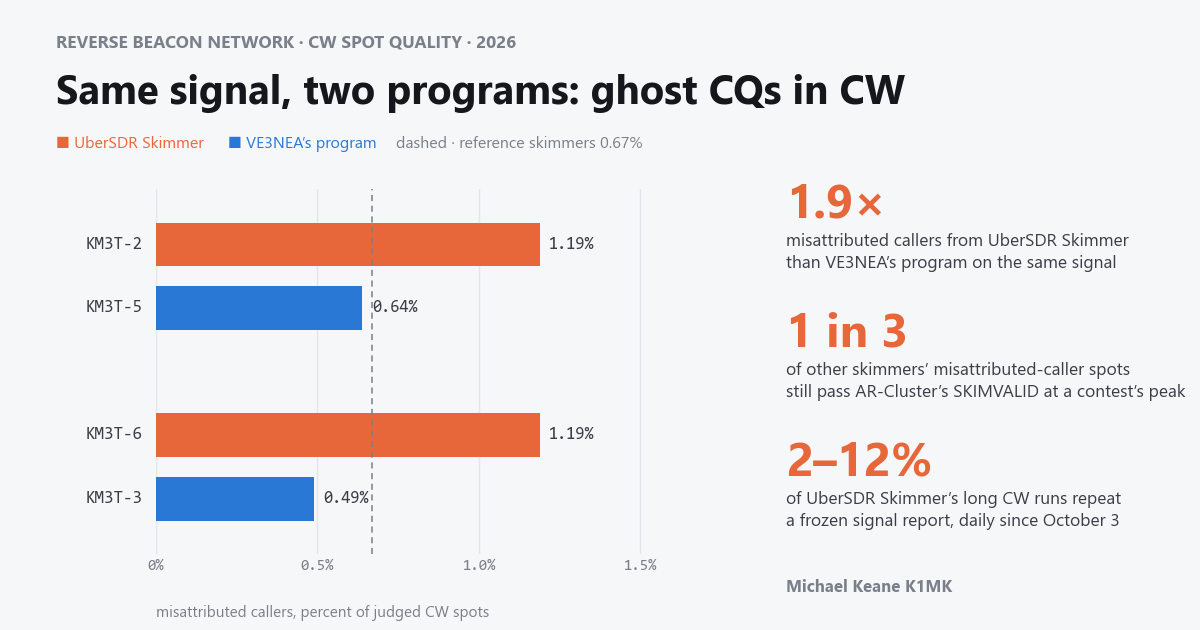 REVERSE BEACON NETWORK · CW SPOT QUALITY · 2026
Same signal, two programs: ghost CQs in CW
UberSDR Skimmer VE3NEA’s program dashed · reference skimmers 0.67%
KM3T-2 1.19%
KM3T-5 0.64%
KM3T-6 1.19%
KM3T-3 0.49%
0% 0.5% 1.0% 1.5%
misattributed callers, percent of judged CW spots
1.9×
misattributed callers from UberSDR Skimmer
than VE3NEA’s program on the same signal
1 in 3
of other skimmers’ misattributed-caller spots
still pass AR-Cluster’s SKIMVALID at a contest’s peak
2–12%
of UberSDR Skimmer’s long CW runs repeat
a frozen signal report, daily since October 3
Michael Keane K1MK